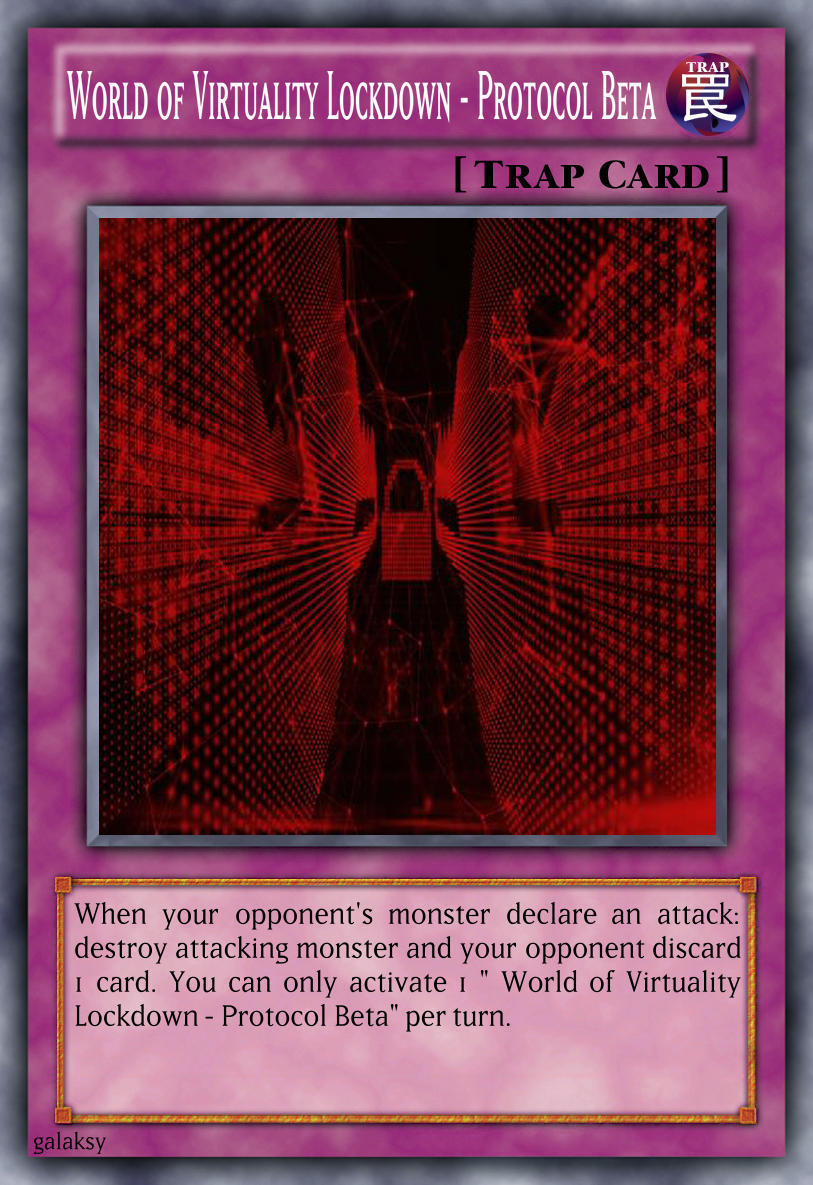 World of Virtuality Lockdown - Protocol Beta
TRAP
罠
[Trap Card]
When your opponent's monster declare an attack:
destroy attacking monster and your opponent discard
1 card. You can only activate 1 " World of Virtuality
Lockdown - Protocol Beta" per turn.
galaksy